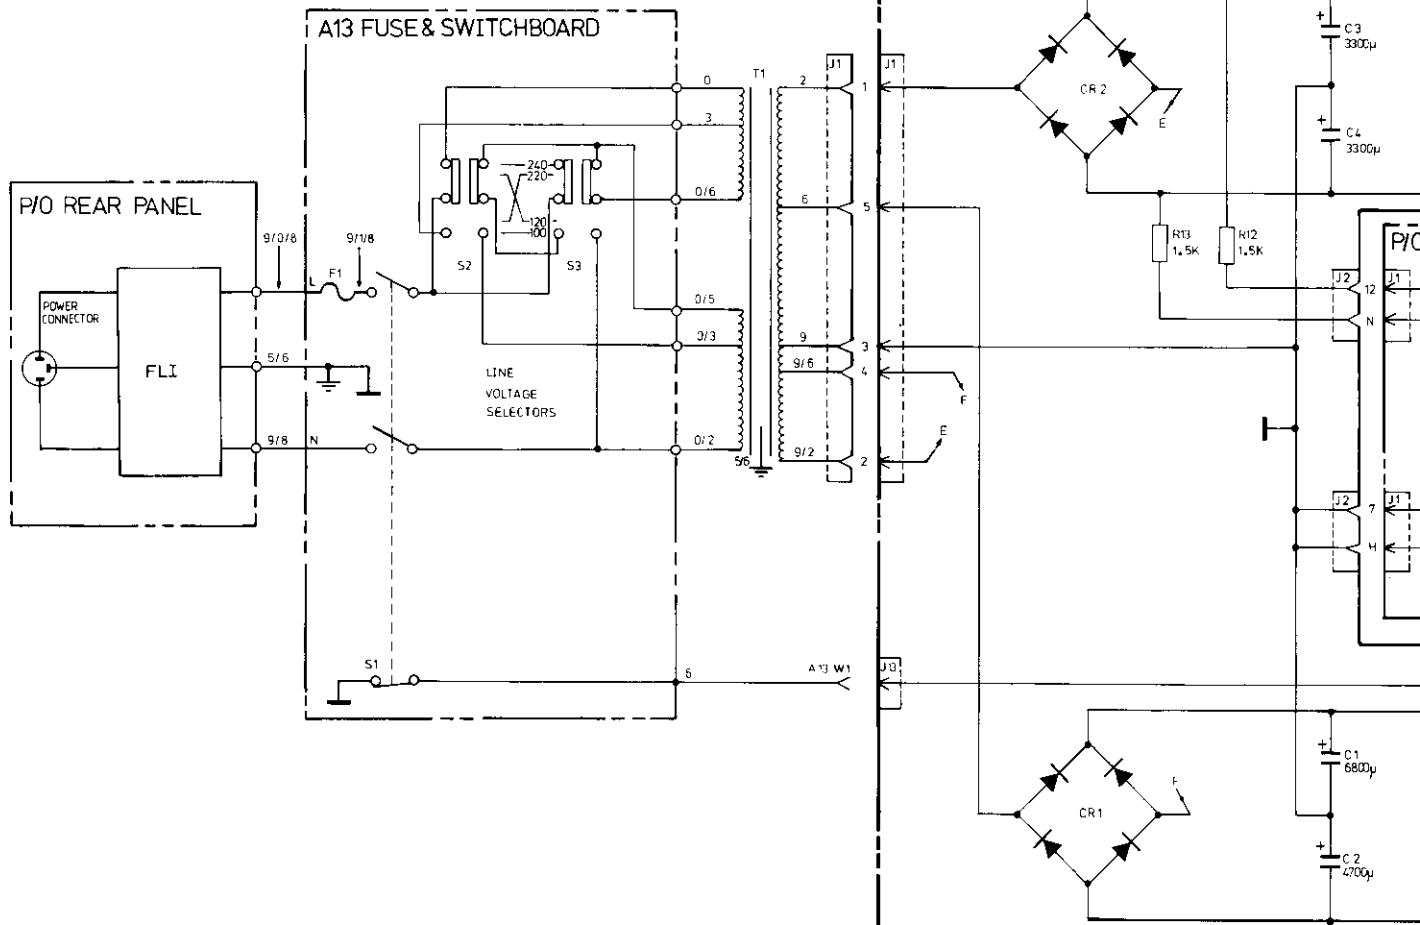 A13 FUSE & SWITCHBOARD
P/O REAR PANEL
POWER
CONNECTOR
FLI
9/0/8
9/1/8
L
F1
5/6
9/8
N
S1
S2
S3
240
220
120
100
LINE
VOLTAGE
SELECTORS
0
3
0/6
0/5
0/3
0/2
5/6
T1
2
6
9
9/6
9/2
J1
J1
1
5
3
4
2
F
E
6
A13 W1
J13
CR2
E
C3
3300µ
C4
3300µ
R13
1.5K
R12
1.5K
P/O
J2
J1
12
N
J2
J1
7
H
CR1
F
C1
6800µ
C2
4700µ